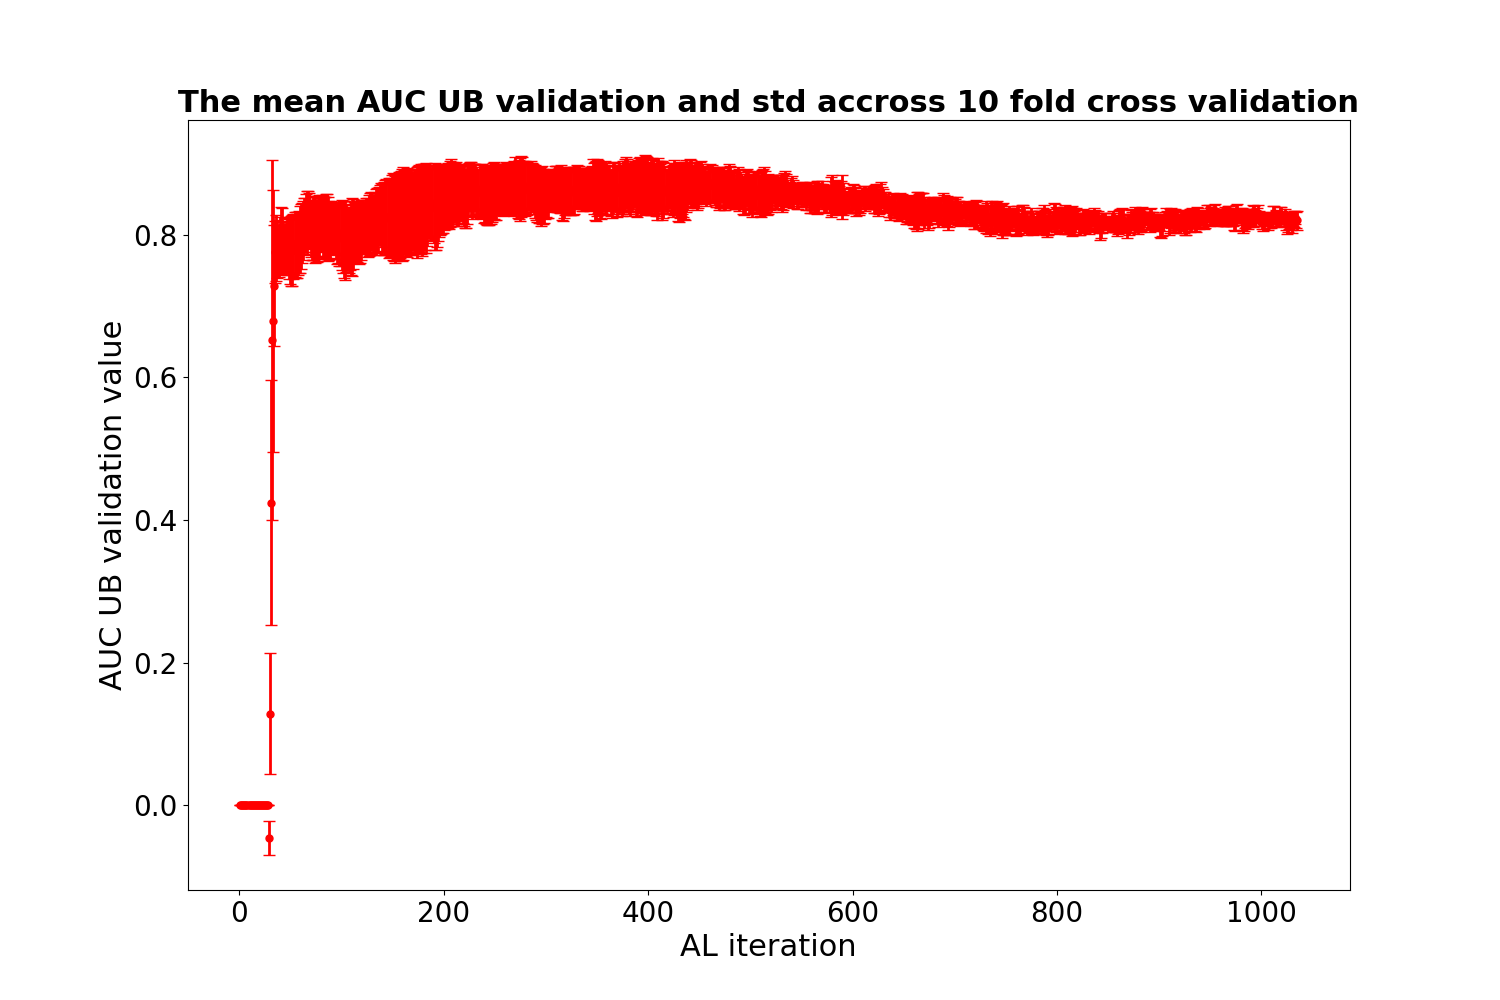 The mean AUC UB validation and std accross 10 fold cross validation
AUC UB validation value
0.8
0.6
0.4
0.2
0.0
0 200 400 600 800 1000
AL iteration